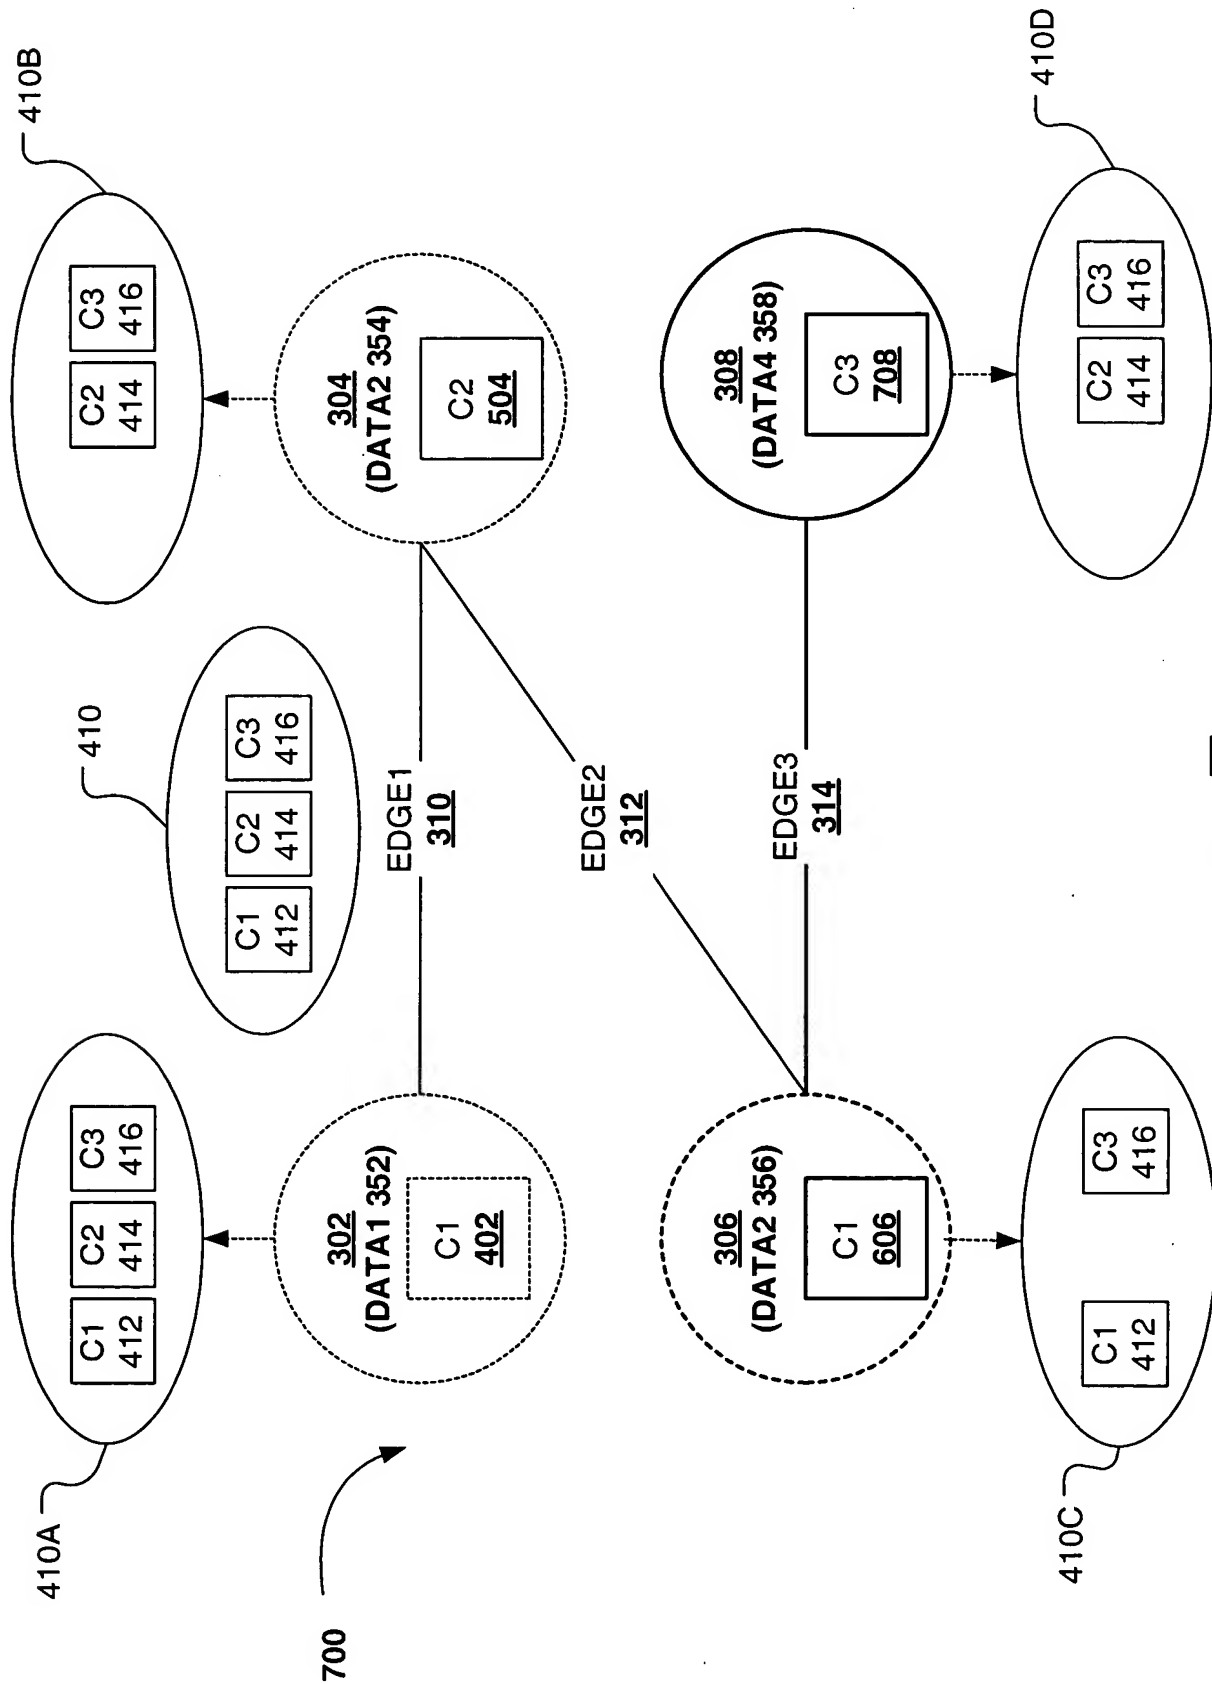 410A
C1
412
C2
414
C3
416
410
C1
412
C2
414
C3
416
410B
C2
414
C3
416
700
302
(DATA1 352)
C1
402
EDGE1
310
304
(DATA2 354)
C2
504
EDGE2
312
306
(DATA2 356)
C1
606
EDGE3
314
308
(DATA4 358)
C3
708
410C
C1
412
C3
416
410D
C2
414
C3
416